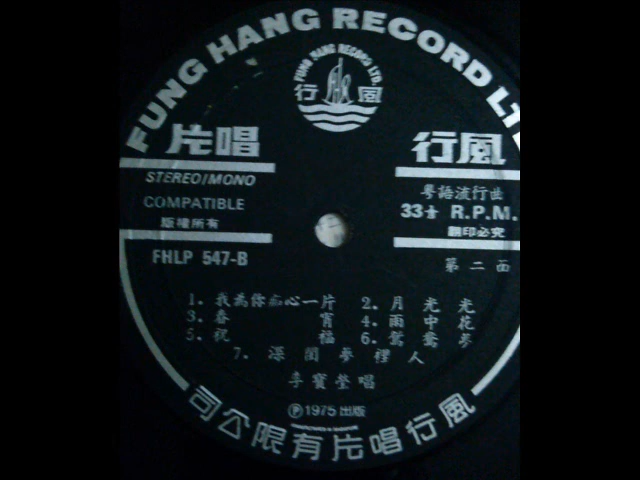 FUNG HANG RECORD LT
FUNG HANG RECORD LTD.
行 風
片唱 行風
STEREO/MONO
COMPATIBLE
版權所有
粵語流行曲
33⅓ R.P.M.
翻印必究
FHLP 547-B
第二面
1. 我為你痴心一片 2. 月光光
3. 春宵 4. 雨中花
5. 祝福 6. 鴛鴦琴
7. 深閨夢裡人
李寶瑩唱
Ⓟ1975出版
司公限有片唱行風